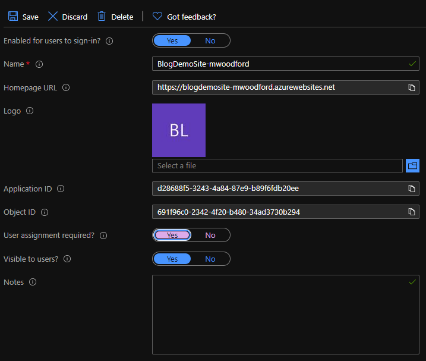 Save Discard Delete Got feedback?
Enabled for users to sign-in? Yes No
Name * BlogDemoSite-mwoodford
Homepage URL https://blogdemosite-mwoodford.azurewebsites.net
Logo BL
Select a file
Application ID d28688f5-3243-4a84-87e9-b89f6fdb20ee
Object ID 691f96c0-2342-4f20-b480-34ad3730b294
User assignment required? Yes No
Visible to users? Yes No
Notes